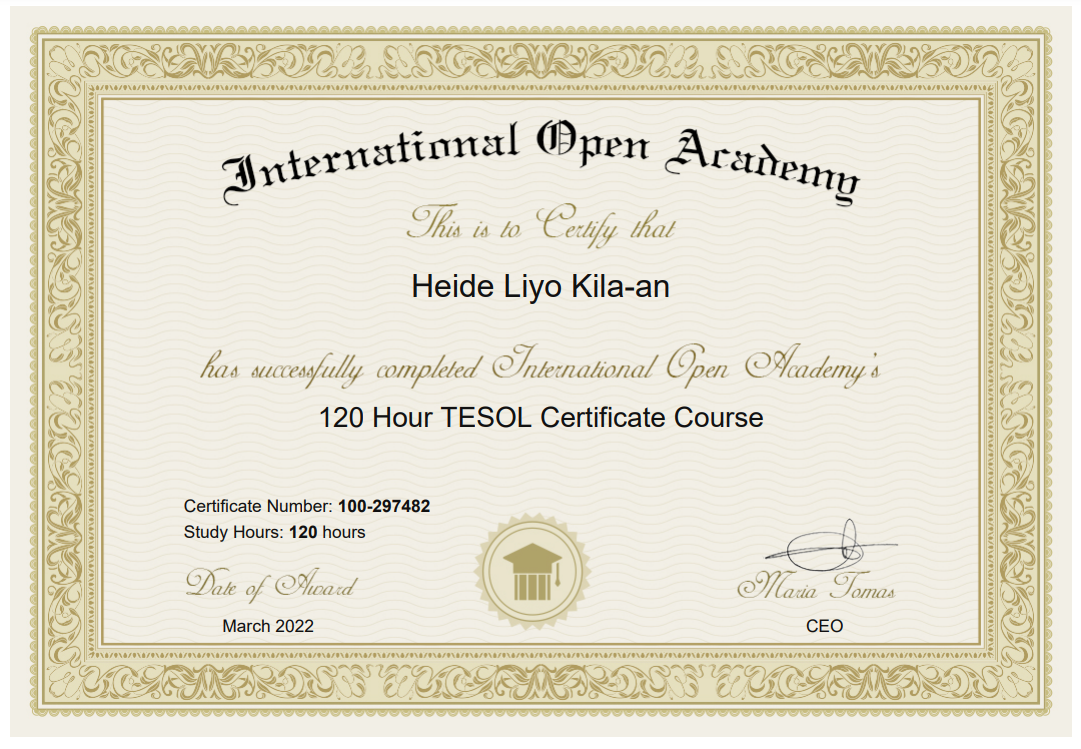 International Open Academy
This is to Certify that
Heide Liyo Kila-an
has successfully completed International Open Academy's
120 Hour TESOL Certificate Course
Certificate Number: 100-297482
Study Hours: 120 hours
Date of Award
March 2022
Maria Tomas
CEO